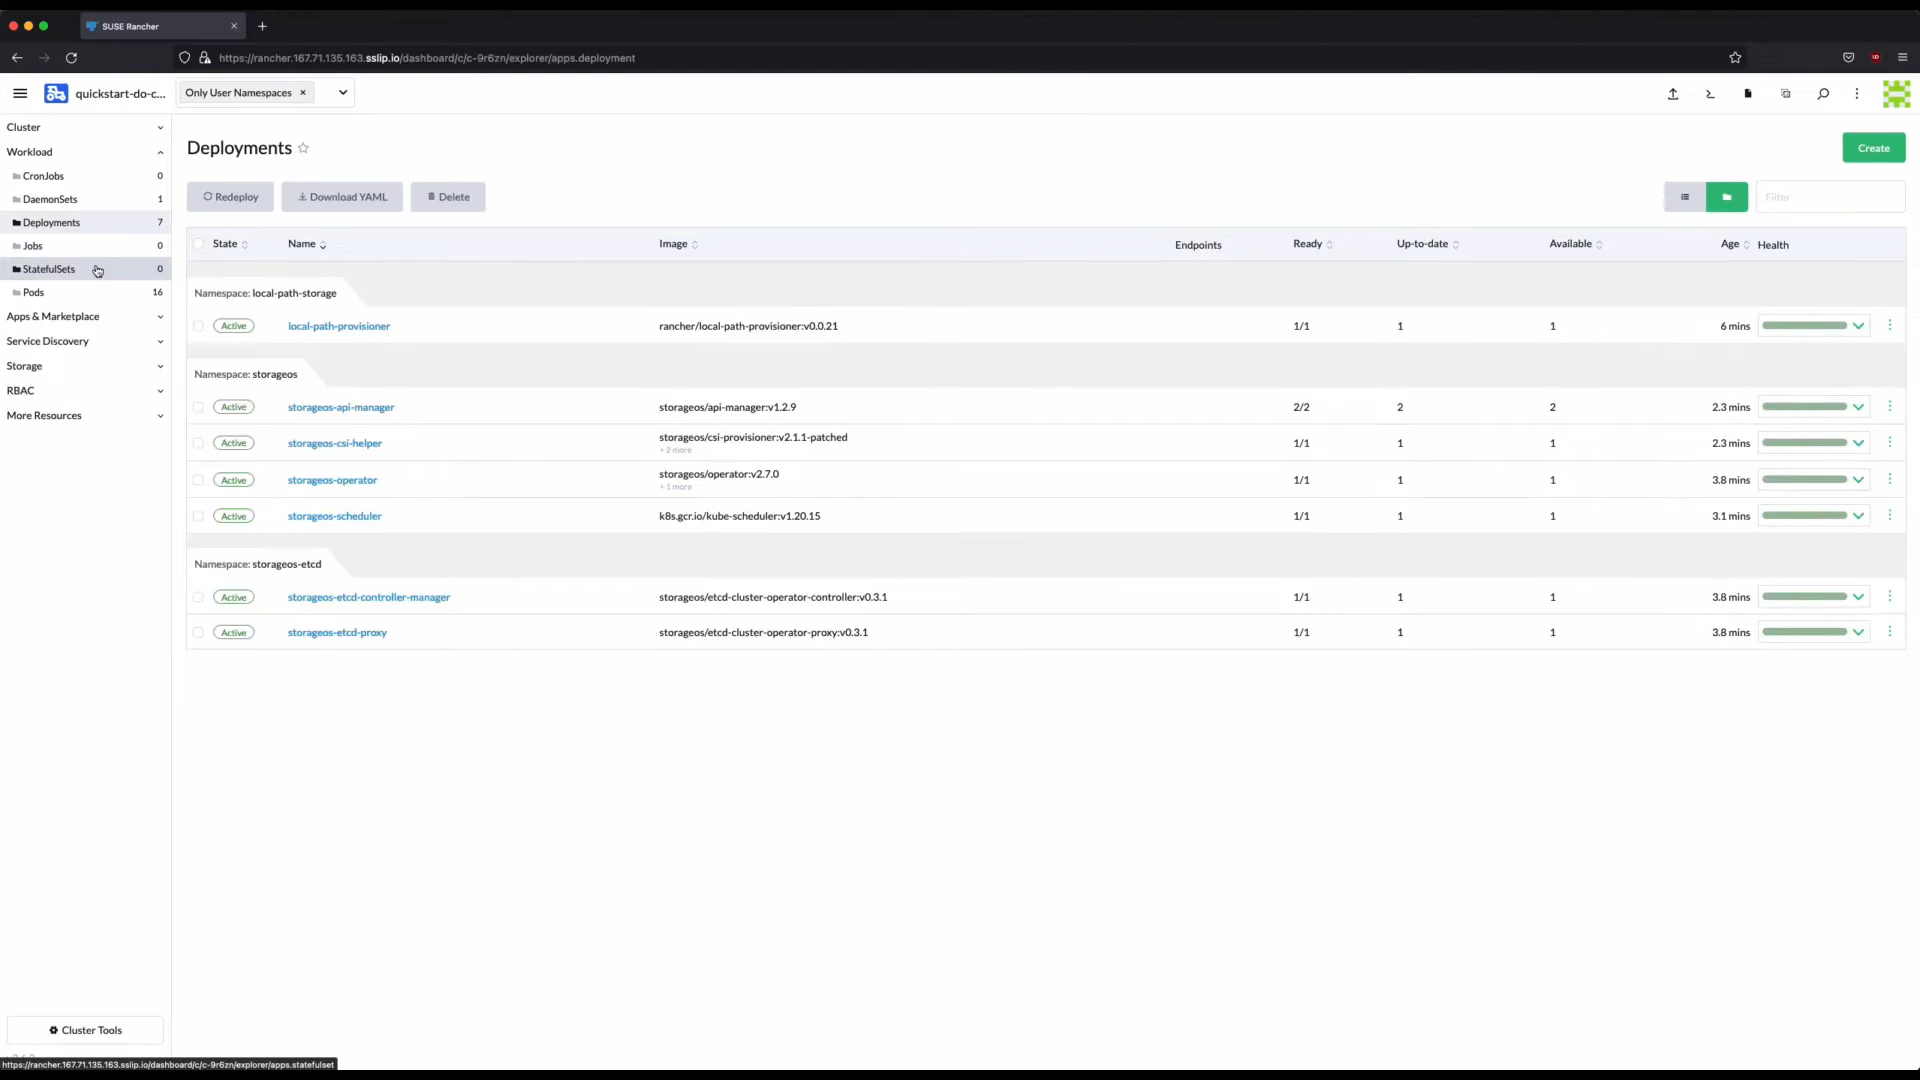 SUSE Rancher
https://rancher.167.71.135.163.sslip.io/dashboard/c/c-9r6zn/explorer/apps.deployment
quickstart-do-c...
Only User Namespaces
Cluster
Workload
CronJobs 0
DaemonSets 1
Deployments 7
Jobs 0
StatefulSets 0
Pods 16
Apps & Marketplace
Service Discovery
Storage
RBAC
More Resources
Cluster Tools
Deployments
Create
Redeploy
Download YAML
Delete
Filter
State Name Image Endpoints Ready Up-to-date Available Age Health
Namespace: local-path-storage
Active local-path-provisioner rancher/local-path-provisioner:v0.0.21 1/1 1 1 6 mins
Namespace: storageos
Active storageos-api-manager storageos/api-manager:v1.2.9 2/2 2 2 2.3 mins
Active storageos-csi-helper storageos/csi-provisioner:v2.1.1-patched 1/1 1 1 2.3 mins
+ 2 more
Active storageos-operator storageos/operator:v2.7.0 1/1 1 1 3.8 mins
+ 1 more
Active storageos-scheduler k8s.gcr.io/kube-scheduler:v1.20.15 1/1 1 1 3.1 mins
Namespace: storageos-etcd
Active storageos-etcd-controller-manager storageos/etcd-cluster-operator-controller:v0.3.1 1/1 1 1 3.8 mins
Active storageos-etcd-proxy storageos/etcd-cluster-operator-proxy:v0.3.1 1/1 1 1 3.8 mins
https://rancher.167.71.135.163.sslip.io/dashboard/c/c-9r6zn/explorer/apps.statefulset